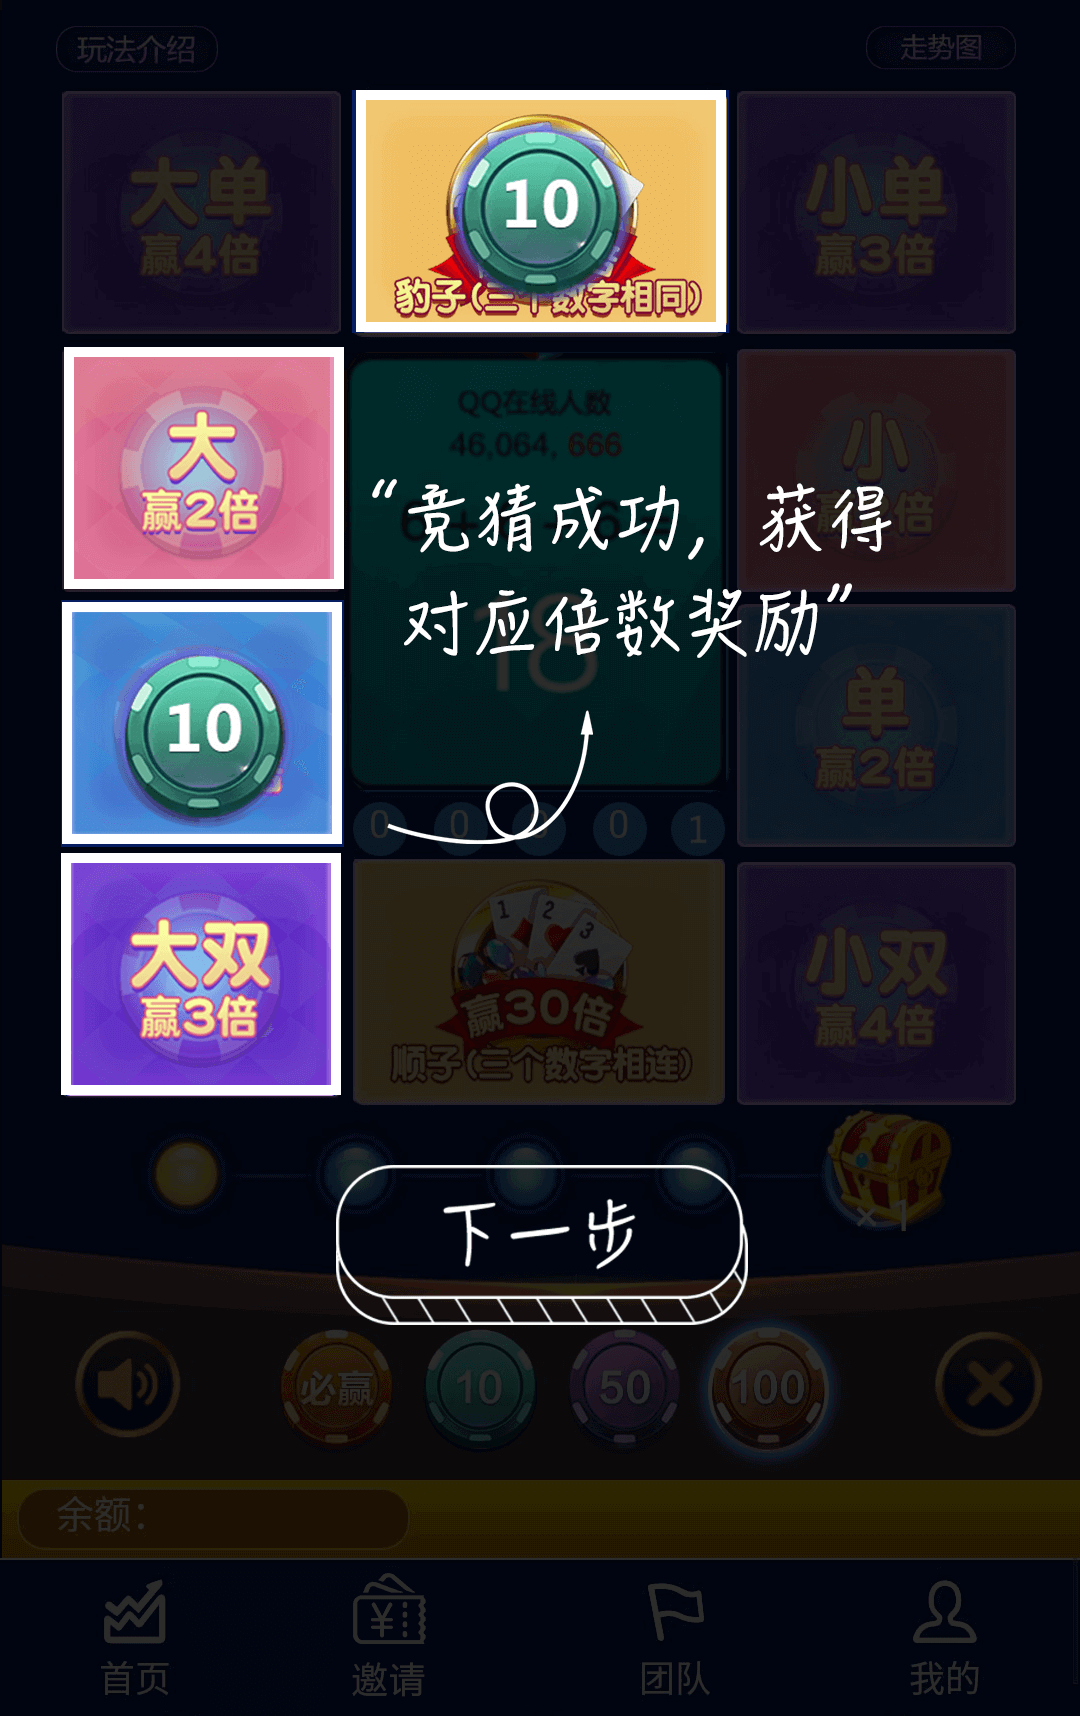 玩法介绍
走势图
大单
赢4倍
10
豹子(三个数字相同)
小单
赢3倍
大
赢2倍
QQ在线人数
46,064, 666
小
倍
“竞猜成功，获得
对应倍数奖励”
18
10
单
赢2倍
0 0 0 0 1
大双
赢3倍
1 2 3
赢30倍
顺子(三个数字相连)
小双
赢4倍
×1
下一步
必赢
10
50
100
余额：
首页
邀请
团队
我的